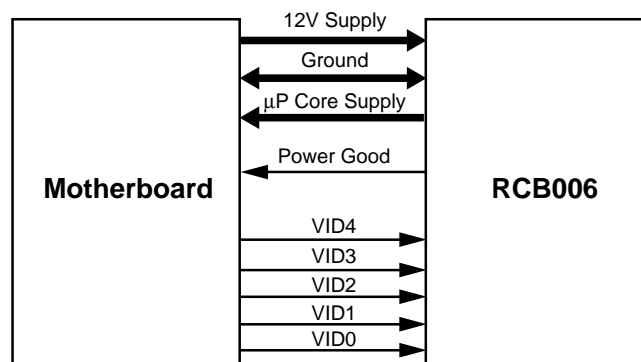 12V Supply
Ground
µP Core Supply
Power Good
Motherboard
RCB006
VID4
VID3
VID2
VID1
VID0